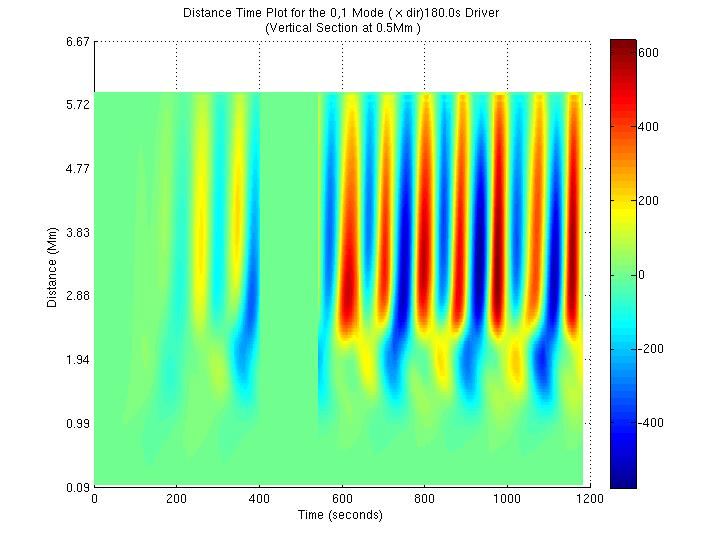 Distance Time Plot for the 0,1 Mode ( x dir)180.0s Driver
(Vertical Section at 0.5Mm )
6.67
5.72
4.77
3.83
2.88
1.94
0.99
0.09
Distance (Mm)
0 200 400 600 800 1000 1200
Time (seconds)
600
400
200
0
-200
-400